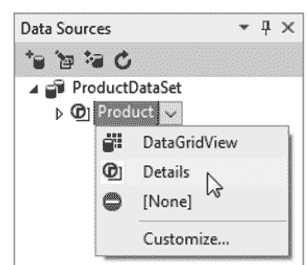 Data Sources
ProductDataSet
Product
DataGridView
Details
[None]
Customize...